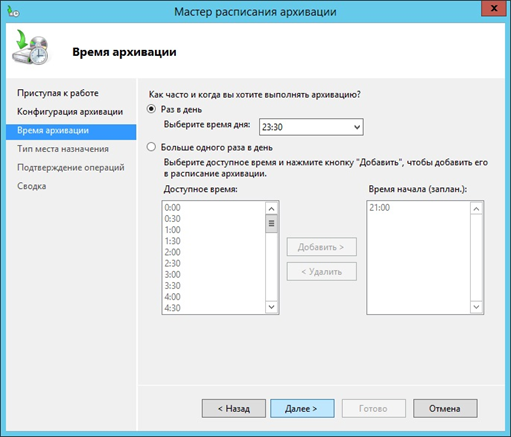 Мастер расписания архивации
x
Время архивации
Приступая к работе
Конфигурация архивации
Время архивации
Тип места назначения
Подтверждение операций
Сводка
Как часто и когда вы хотите выполнять архивацию?
Раз в день
Выберите время дня:
23:30
Больше одного раза в день
Выберите доступное время и нажмите кнопку "Добавить", чтобы добавить его
в расписание архивации.
Доступное время:
0:00
0:30
1:00
1:30
2:00
2:30
3:00
3:30
4:00
4:30
Добавить >
< Удалить
Время начала (заплан.):
21:00
< Назад
Далее >
Готово
Отмена